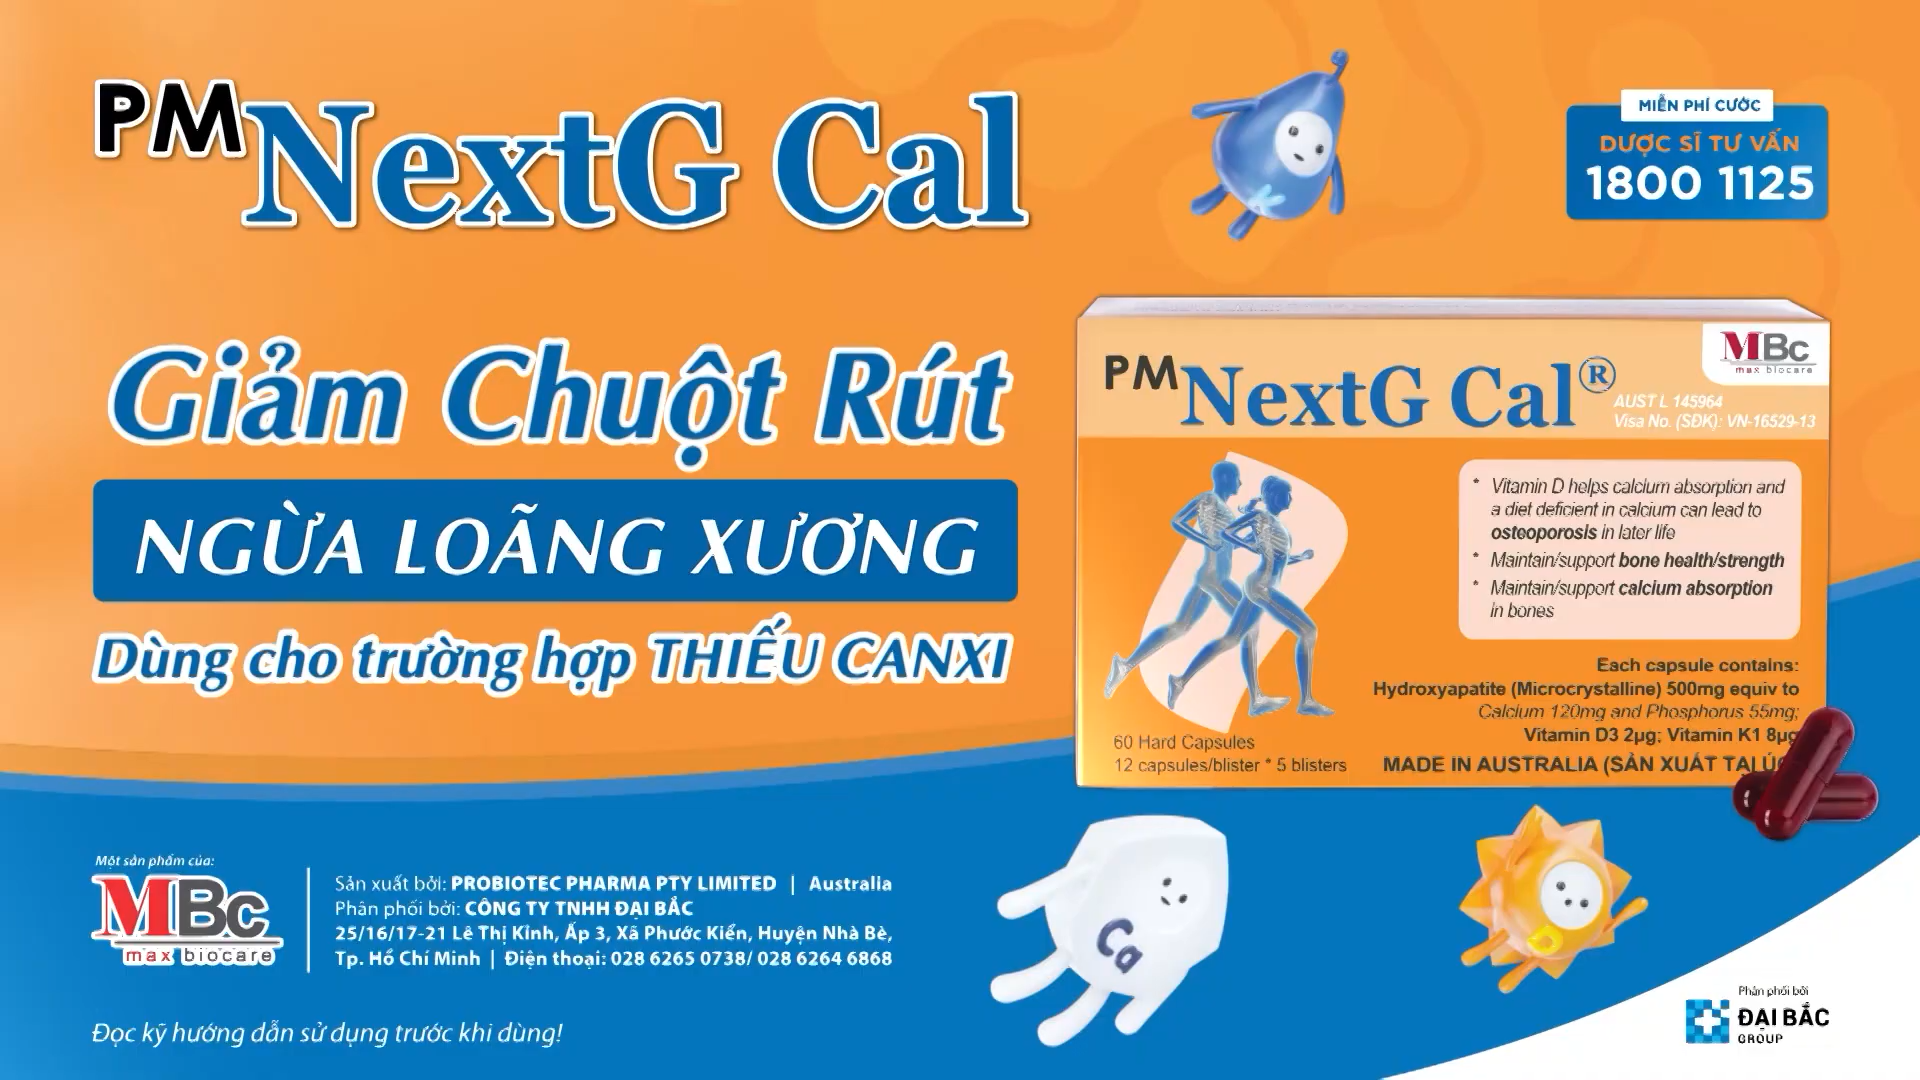 PM NextG Cal
MIỄN PHÍ CƯỚC
DƯỢC SĨ TƯ VẤN
1800 1125
Giảm Chuột Rút
NGỪA LOÃNG XƯƠNG
Dùng cho trường hợp THIẾU CANXI
MBc
max biocare
PM NextG Cal®
AUST L 145964
Visa No. (SĐK): VN-16529-13
* Vitamin D helps calcium absorption and
a diet deficient in calcium can lead to
osteoporosis in later life
* Maintain/support bone health/strength
* Maintain/support calcium absorption
in bones
Each capsule contains:
Hydroxyapatite (Microcrystalline) 500mg equiv to
Calcium 120mg and Phosphorus 55mg;
Vitamin D3 2µg; Vitamin K1 8µg
60 Hard Capsules
12 capsules/blister * 5 blisters
MADE IN AUSTRALIA (SẢN XUẤT TẠI Ú
K
Ca
D
Một sản phẩm của:
MBc
max biocare
Sản xuất bởi: PROBIOTEC PHARMA PTY LIMITED | Australia
Phân phối bởi: CÔNG TY TNHH ĐẠI BẮC
25/16/17-21 Lê Thị Kỉnh, Ấp 3, Xã Phước Kiển, Huyện Nhà Bè,
Tp. Hồ Chí Minh | Điện thoại: 028 6265 0738/ 028 6264 6868
Đọc kỹ hướng dẫn sử dụng trước khi dùng!
Phân phối bởi
ĐẠI BẮC
GROUP